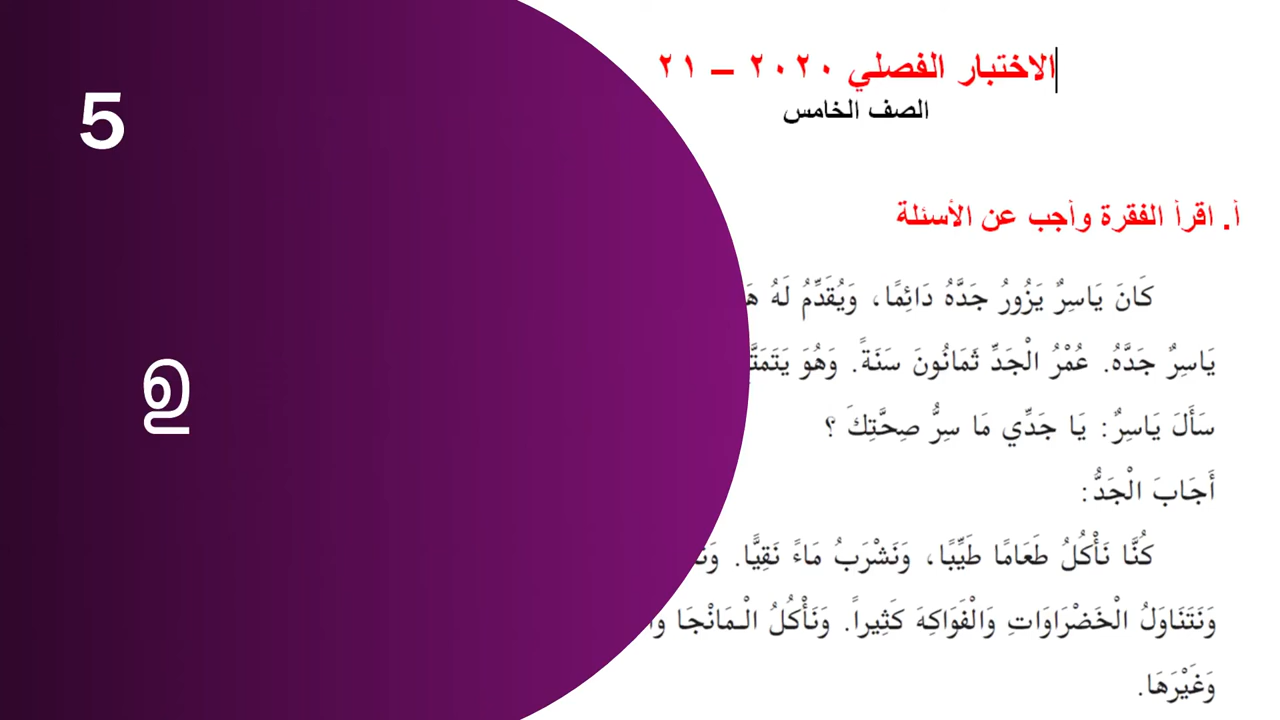 5
ഉ
الاختبار الفصلي ٢٠٢٠ – ٢١
الصف الخامس
أ. اقرأ الفقرة وأجب عن الأسئلة
كَانَ يَاسِرٌ يَزُورُ جَدَّهُ دَائِمًا، وَيُقَدِّمُ لَهُ
يَاسِرٌ جَدَّهُ. عُمْرُ الْجَدِّ ثَمَانُونَ سَنَةً. وَهُوَ
سَأَلَ يَاسِرٌ: يَا جَدِّي مَا سِرُّ صِحَّتِكَ ؟
أَجَابَ الْجَدُّ:
كُنَّا نَأْكُلُ طَعَامًا طَيِّبًا، وَنَشْرَبُ مَاءً نَقِيًّا.
وَنَتَنَاوَلُ الْخَضْرَاوَاتِ وَالْفَوَاكِهَ كَثِيراً. وَنَأْكُلُ الْـمَانْجَا
وَغَيْرَهَا.